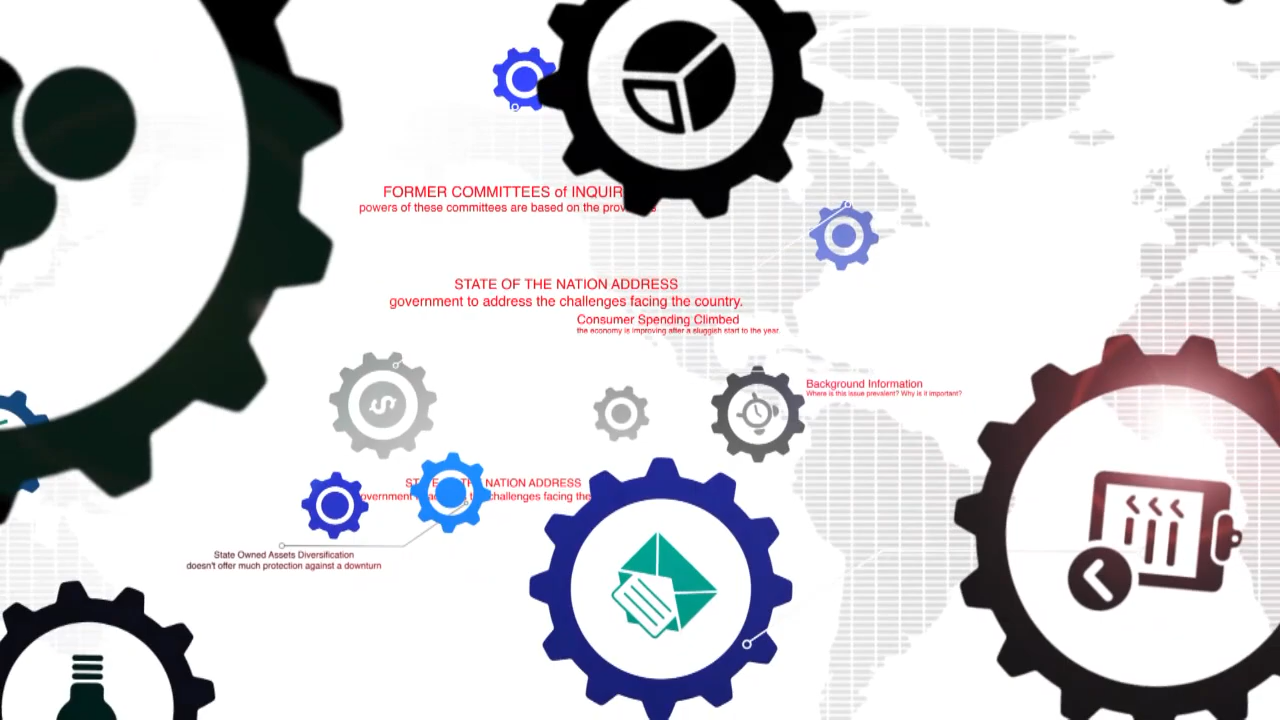 FORMER COMMITTEES of INQUIR
powers of these committees are based on the prov
STATE OF THE NATION ADDRESS
government to address the challenges facing the country.
Consumer Spending Climbed
the economy is improving after a sluggish start to the year.
Background Information
Where is this issue prevalent? Why is it important?
NATION ADDRESS
challenges facing the
State Owned Assets Diversification
doesn't offer much protection against a downturn